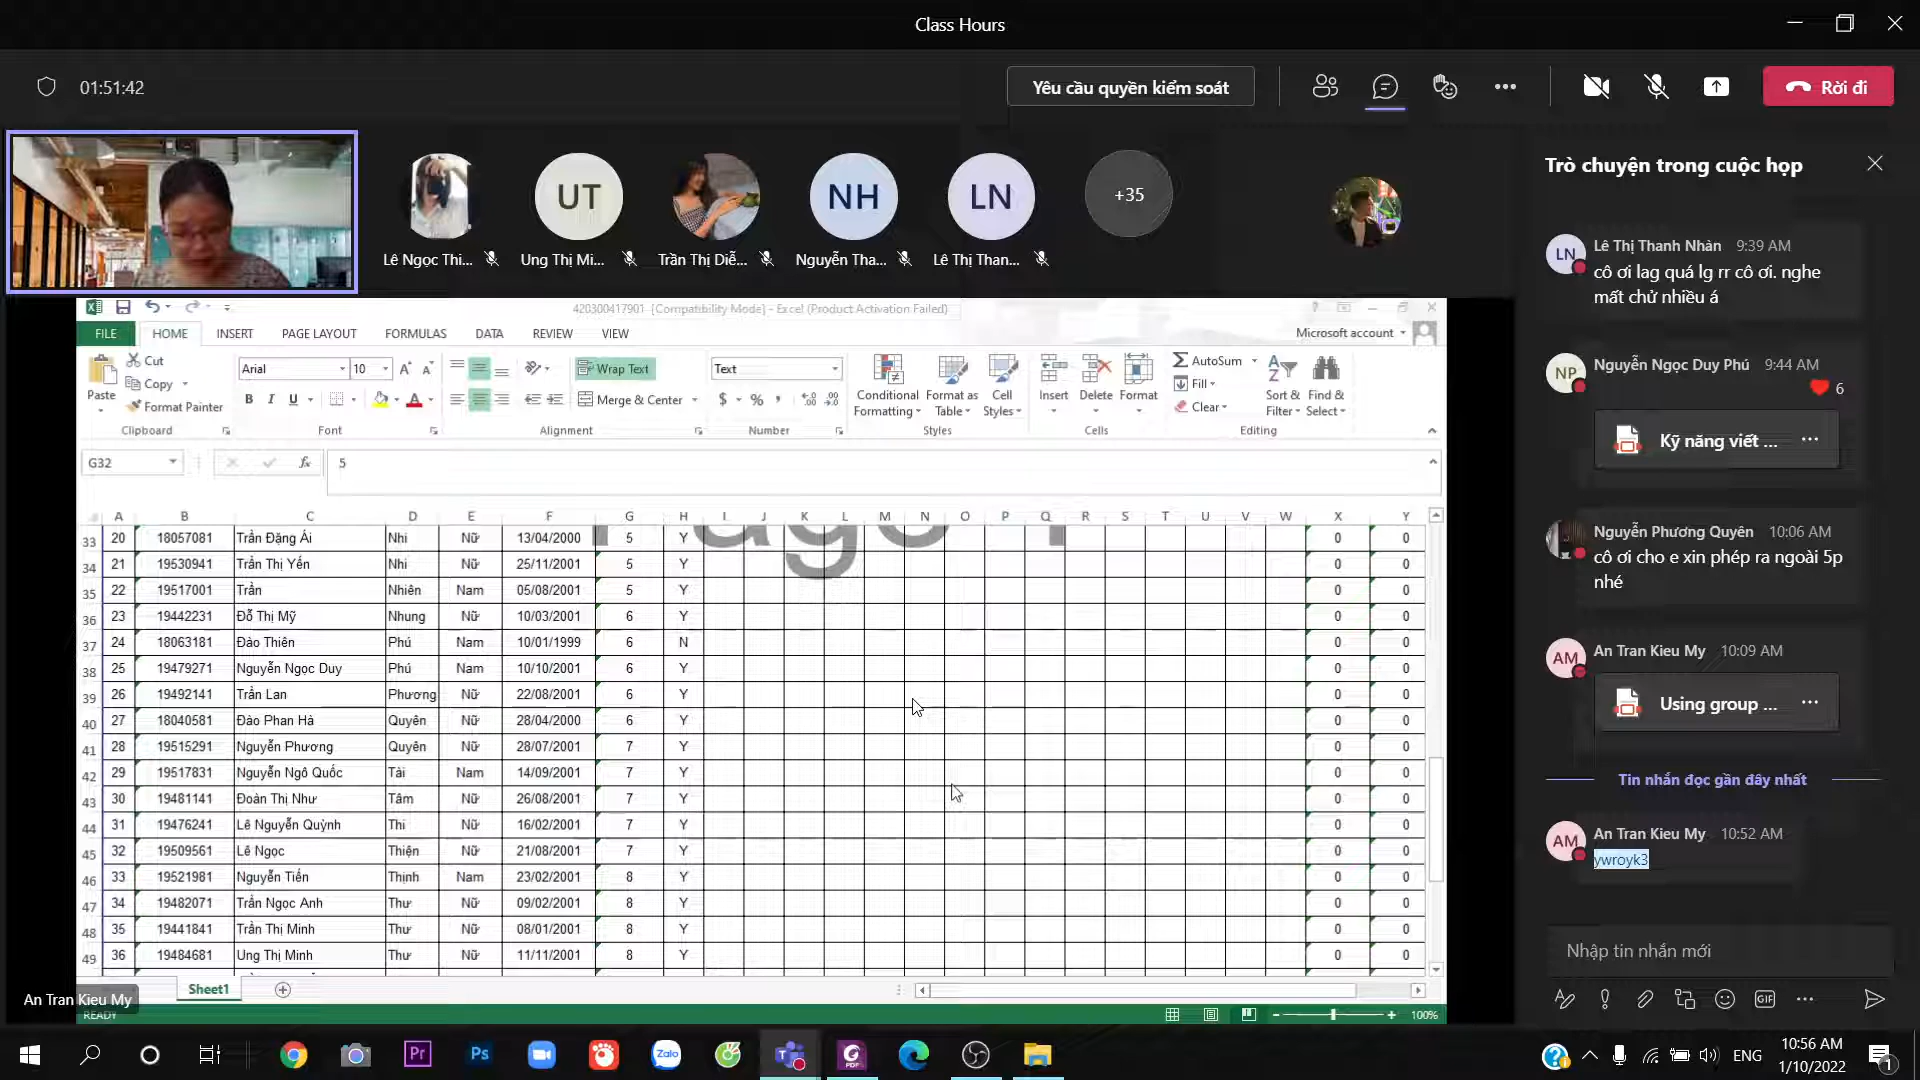 Class Hours
01:51:42
Yêu cầu quyền kiểm soát
Rời đi
UT
NH
LN
+35
Lê Ngọc Thi...
Ung Thị Mi...
Trần Thị Diễ...
Nguyễn Tha...
Lê Thị Than...
420300417901 [Compatibility Mode] - Excel (Product Activation Failed)
FILE HOME INSERT PAGE LAYOUT FORMULAS DATA REVIEW VIEW
Microsoft account
Paste
Cut
Copy
Format Painter
Clipboard
Arial 10
B I U
Font
Wrap Text
Merge & Center
Alignment
Text
$ % ,
Number
Conditional Formatting
Format as Table
Cell Styles
Styles
Insert Delete Format
Cells
AutoSum
Fill
Clear
Sort & Filter
Find & Select
Editing
G32
fx
5
A B C D E F G H I J K L M N O P Q R S T U V W X Y
33 20 18057081 Trần Đặng Ái Nhi Nữ 13/04/2000 5 Y 0 0
34 21 19530941 Trần Thị Yến Nhi Nữ 25/11/2001 5 Y 0 0
35 22 19517001 Trần Nhiên Nam 05/08/2001 5 Y 0 0
36 23 19442231 Đỗ Thị Mỹ Nhung Nữ 10/03/2001 6 Y 0 0
37 24 18063181 Đào Thiên Phú Nam 10/01/1999 6 N 0 0
38 25 19479271 Nguyễn Ngọc Duy Phú Nam 10/10/2001 6 Y 0 0
39 26 19492141 Trần Lan Phương Nữ 22/08/2001 6 Y 0 0
40 27 18040581 Đào Phan Hà Quyên Nữ 28/04/2000 6 Y 0 0
41 28 19515291 Nguyễn Phương Quyên Nữ 28/07/2001 7 Y 0 0
42 29 19517831 Nguyễn Ngô Quốc Tài Nam 14/09/2001 7 Y 0 0
43 30 19481141 Đoàn Thị Như Tâm Nữ 26/08/2001 7 Y 0 0
44 31 19476241 Lê Nguyễn Quỳnh Thi Nữ 16/02/2001 7 Y 0 0
45 32 19509561 Lê Ngọc Thiện Nữ 21/08/2001 7 Y 0 0
46 33 19521981 Nguyễn Tiến Thịnh Nam 23/02/2001 8 Y 0 0
47 34 19482071 Trần Ngọc Anh Thư Nữ 09/02/2001 8 Y 0 0
48 35 19441841 Trần Thị Minh Thư Nữ 08/01/2001 8 Y 0 0
49 36 19484681 Ung Thị Minh Thư Nữ 11/11/2001 8 Y 0 0
Sheet1
An Tran Kieu My
READY
100%
Trò chuyện trong cuộc họp
LN
Lê Thị Thanh Nhàn 9:39 AM
cô ơi lag quá lg rr cô ơi. nghe
mất chử nhiều á
NP
Nguyễn Ngọc Duy Phú 9:44 AM
6
Kỹ năng viết ...
Nguyễn Phương Quyên 10:06 AM
cô ơi cho e xin phép ra ngoài 5p
nhé
AM
An Tran Kieu My 10:09 AM
Using group ...
Tin nhắn đọc gần đây nhất
AM
An Tran Kieu My 10:52 AM
ywroyk3
Nhập tin nhắn mới
GIF
Pr
Ps
Zalo
PDF
ENG
10:56 AM
1/10/2022
1